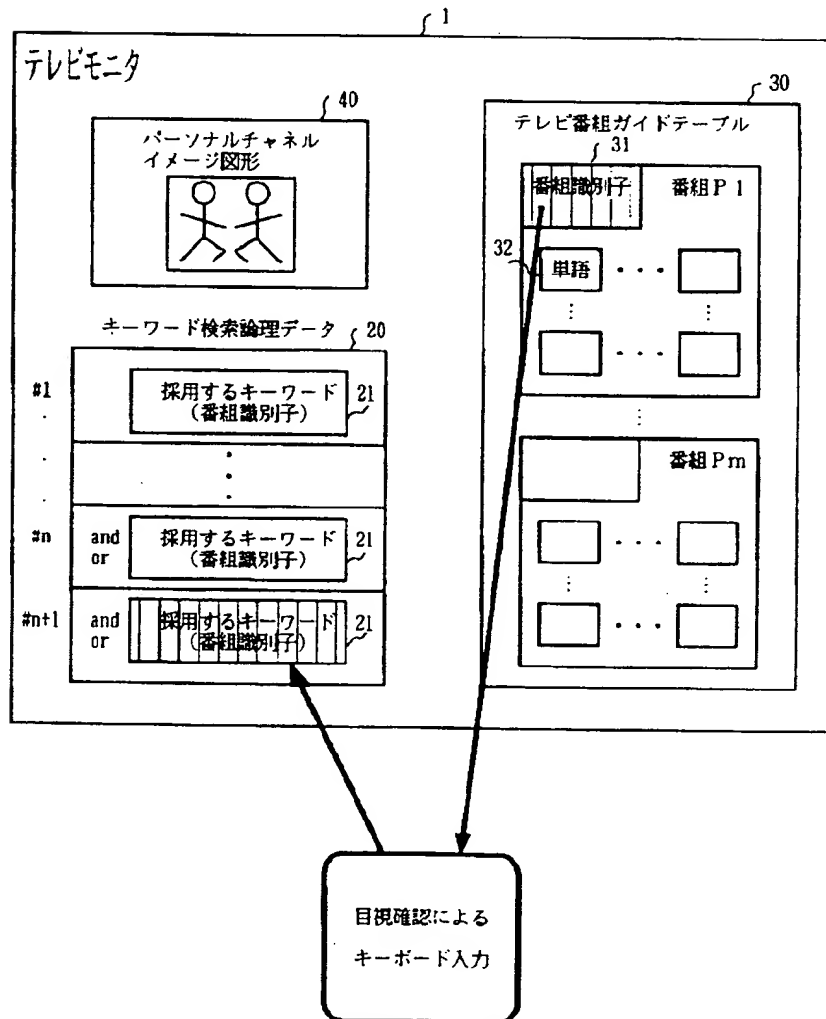 1
テレビモニタ
40
パーソナルチャネル
イメージ図形
30
テレビ番組ガイドテーブル
31
番組識別子
番組P1
32
単語
・・・
番組Pm
・・・
・・・
キーワード検索論理データ
20
#1
採用するキーワード
(番組識別子)
21
#n
and
or
採用するキーワード
(番組識別子)
21
#n+1
and
or
採用するキーワード
(番組識別子)
21
目視確認による
キーボード入力